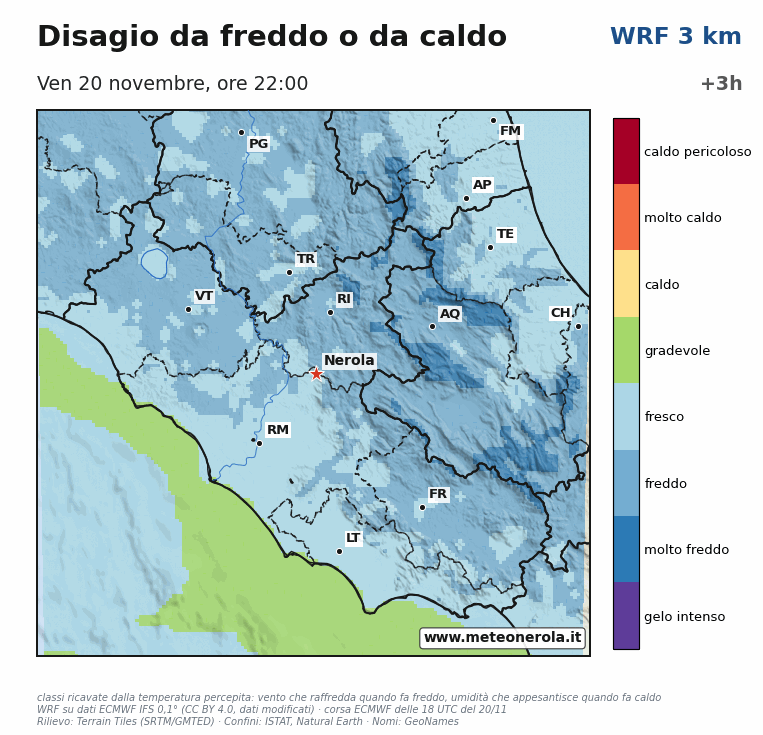 Disagio da freddo o da caldo
WRF 3 km
Ven 20 novembre, ore 22:00
+3h
FM
PG
AP
TE
TR
VT
RI
AQ
CH
Nerola
RM
FR
LT
www.meteonerola.it
caldo pericoloso
molto caldo
caldo
gradevole
fresco
freddo
molto freddo
gelo intenso
classi ricavate dalla temperatura percepita: vento che raffredda quando fa freddo, umidità che appesantisce quando fa caldo
WRF su dati ECMWF IFS 0,1° (CC BY 4.0, dati modificati) · corsa ECMWF delle 18 UTC del 20/11
Rilievo: Terrain Tiles (SRTM/GMTED) · Confini: ISTAT, Natural Earth · Nomi: GeoNames